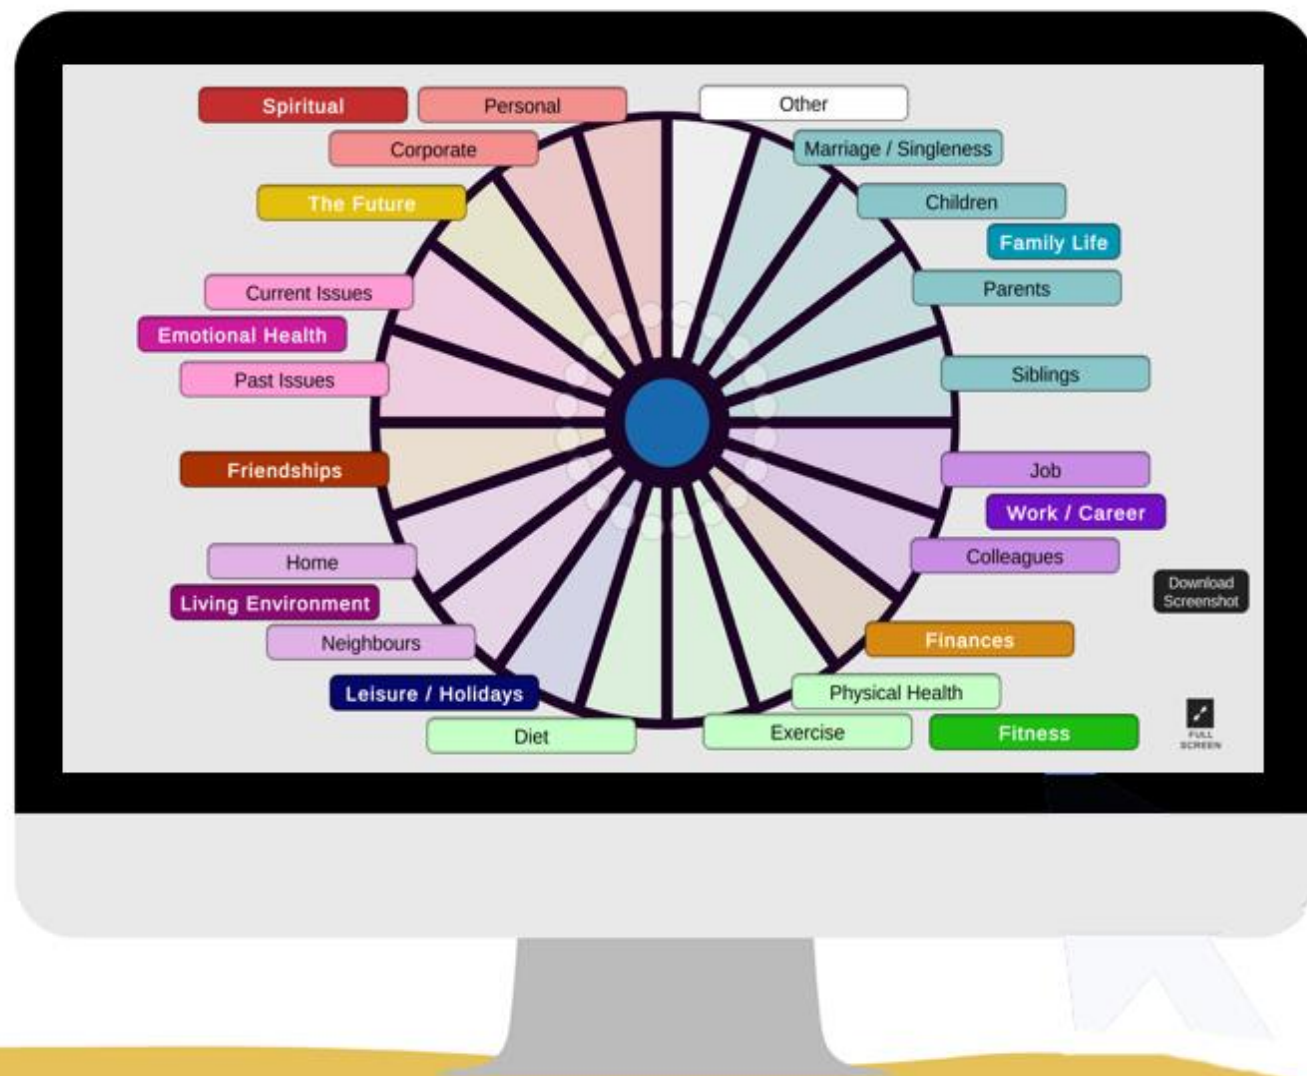 Spiritual
Personal
Other
Corporate
Marriage / Singleness
The Future
Children
Family Life
Current Issues
Parents
Emotional Health
Past Issues
Siblings
Friendships
Job
Work / Career
Home
Colleagues
Living Environment
Download
Screenshot
Neighbours
Finances
Leisure / Holidays
Physical Health
Diet
Exercise
Fitness
FULL
SCREEN